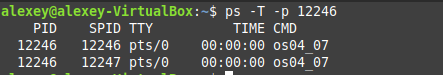 alexey@alexey-VirtualBox:~$ ps -T -p 12246
PID SPID TTY TIME CMD
12246 12246 pts/0 00:00:00 os04_07
12246 12247 pts/0 00:00:00 os04_07